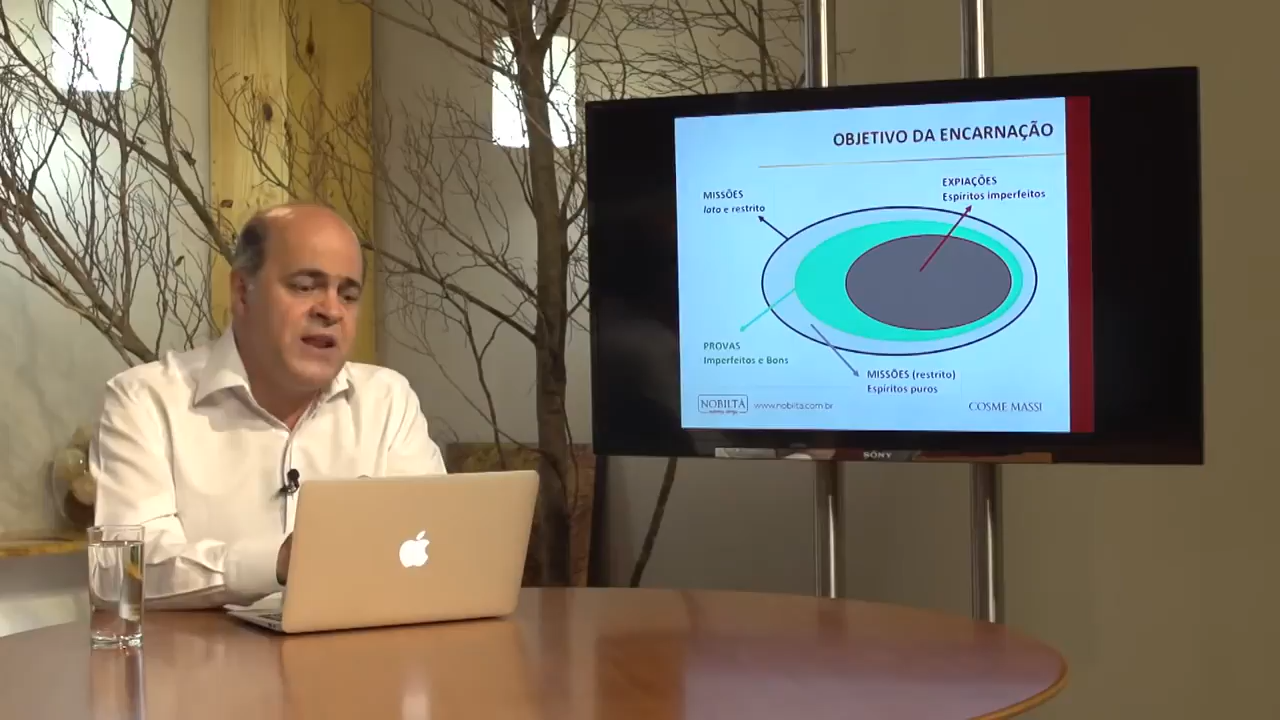 OBJETIVO DA ENCARNAÇÃO
MISSÕES
lato e restrito
EXPIAÇÕES
Espíritos imperfeitos
PROVAS
Imperfeitos e Bons
MISSÕES (restrito)
Espíritos puros
NOBILTÀ
www.nobilta.com.br
COSME MASSI
SONY